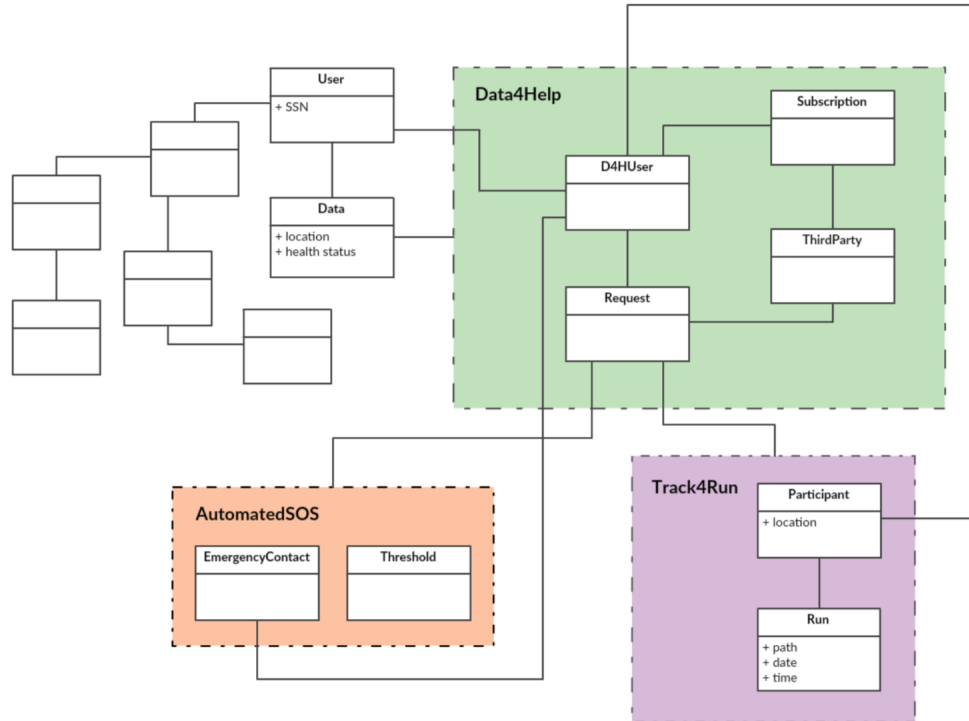 User
+ SSN
Data
+ location
+ health status
Data4Help
Subscription
D4HUser
ThirdParty
Request
AutomatedSOS
EmergencyContact
Threshold
Track4Run
Participant
+ location
Run
+ path
+ date
+ time